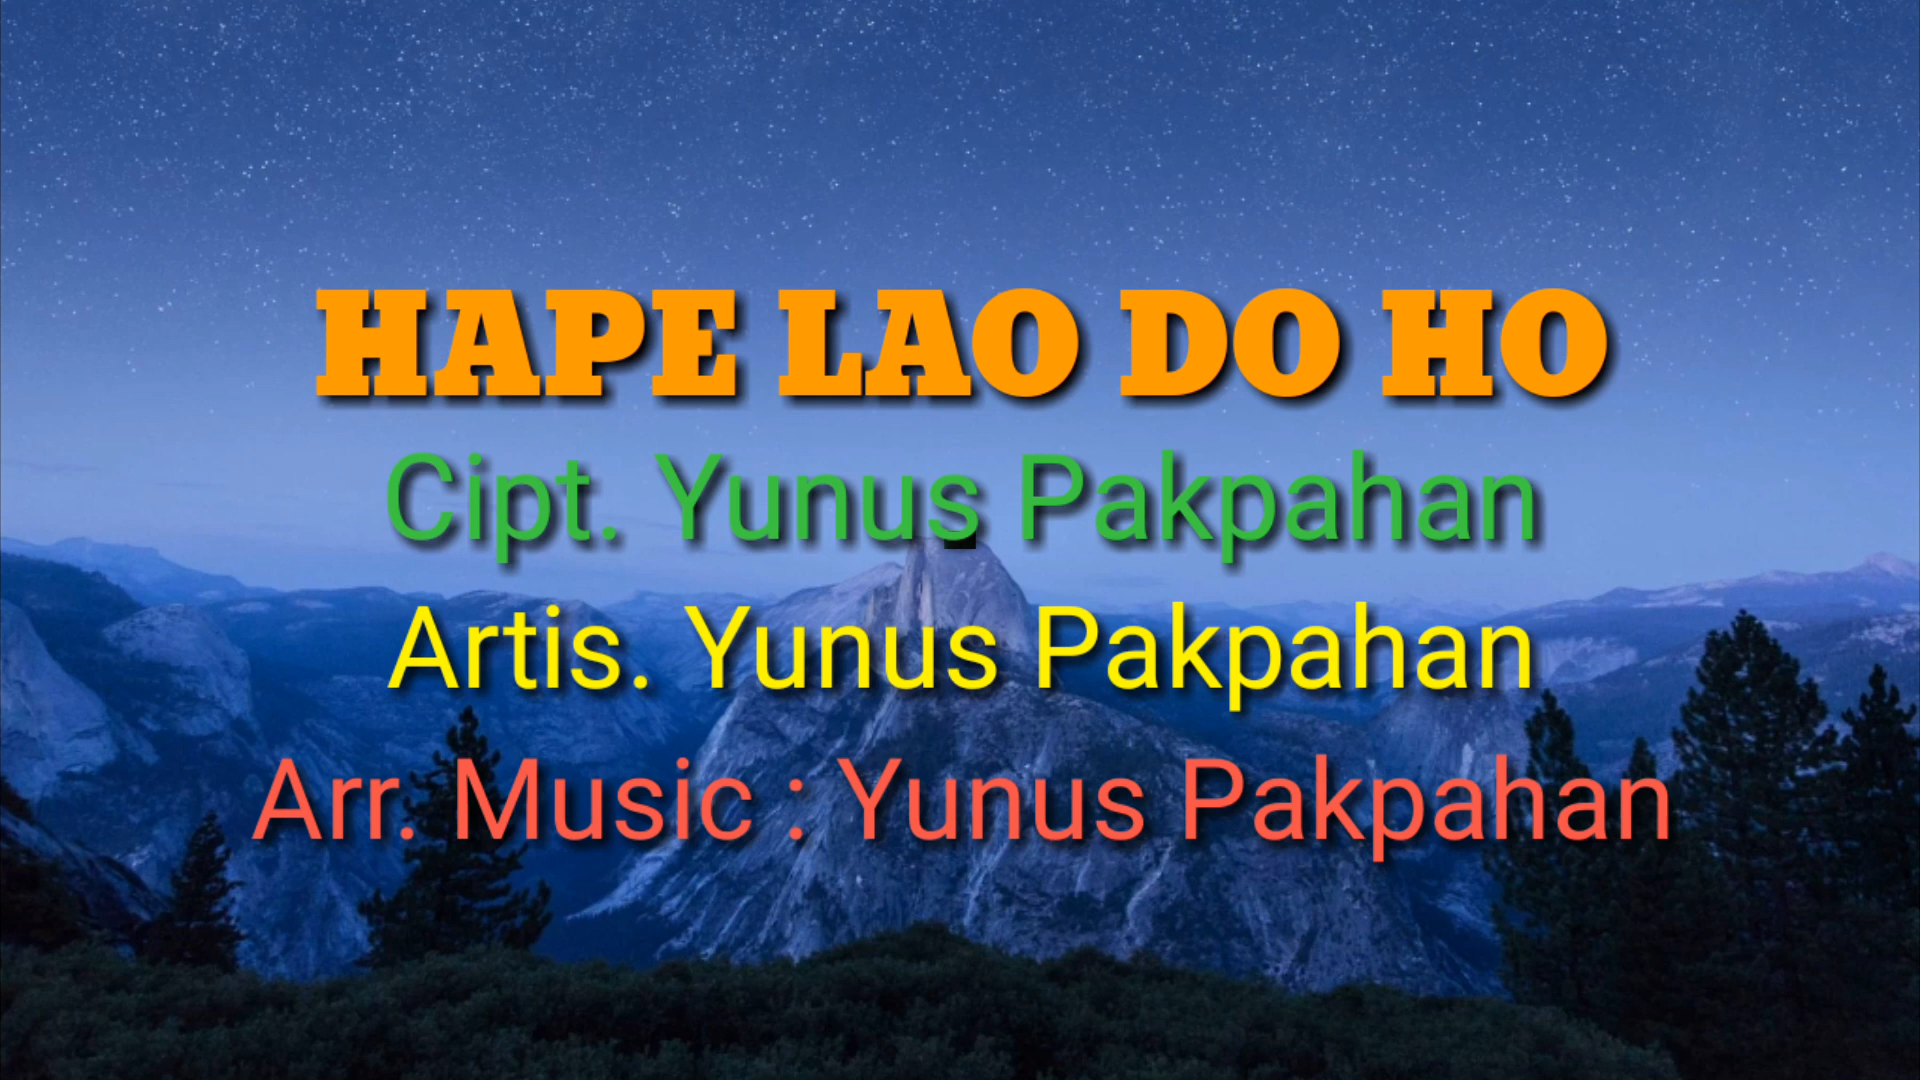 HAPE LAO DO HO
Cipt. Yunus Pakpahan
Artis. Yunus Pakpahan
Arr. Music : Yunus Pakpahan